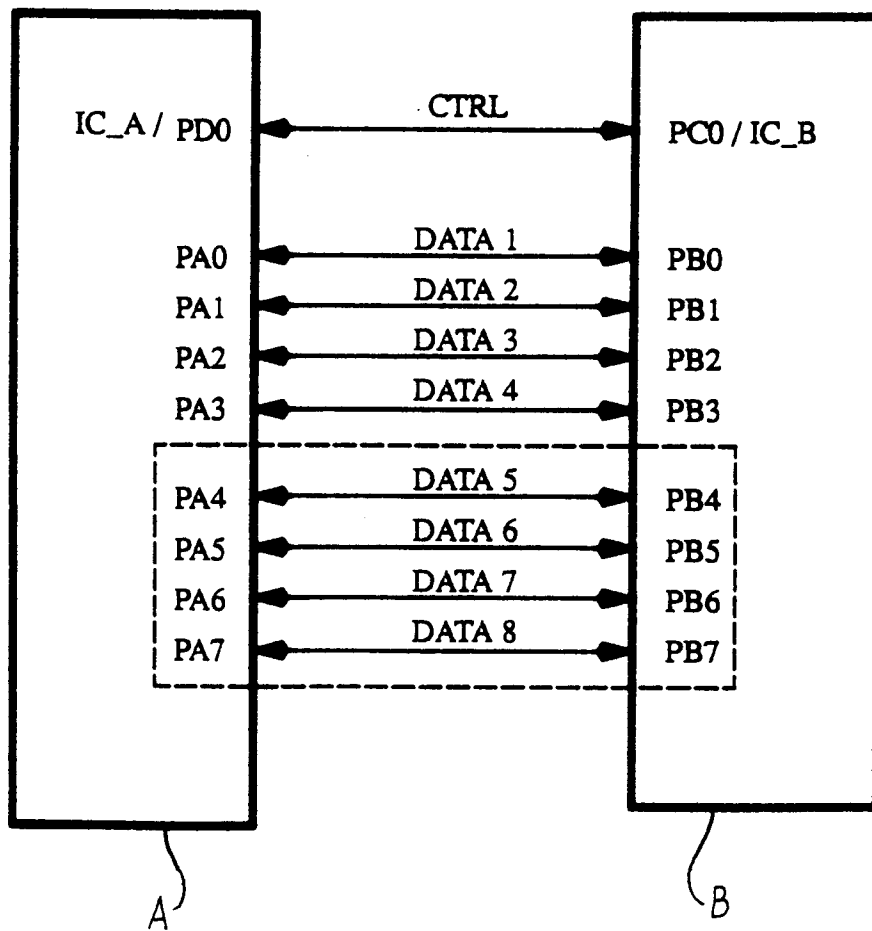 CTRL
IC_A / PD0 PC0 / IC_B
DATA 1
PA0 PB0
DATA 2
PA1 PB1
DATA 3
PA2 PB2
DATA 4
PA3 PB3
DATA 5
PA4 PB4
DATA 6
PA5 PB5
DATA 7
PA6 PB6
DATA 8
PA7 PB7
A B